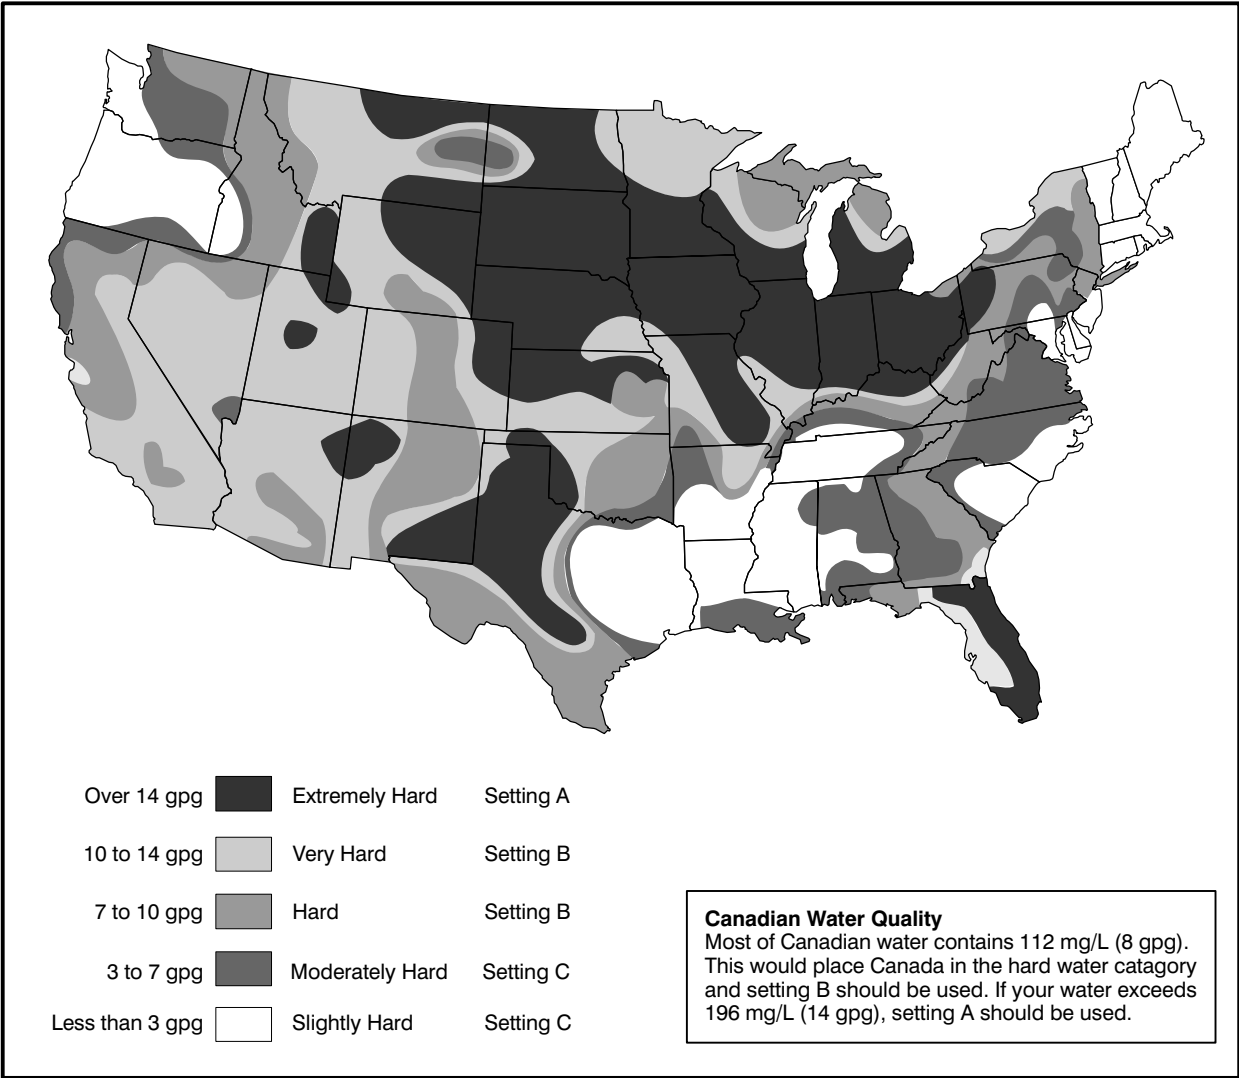 Over 14 gpg Extremely Hard Setting A
10 to 14 gpg Very Hard Setting B
7 to 10 gpg Hard Setting B
3 to 7 gpg Moderately Hard Setting C
Less than 3 gpg Slightly Hard Setting C
Canadian Water Quality
Most of Canadian water contains 112 mg/L (8 gpg).
This would place Canada in the hard water catagory
and setting B should be used. If your water exceeds
196 mg/L (14 gpg), setting A should be used.